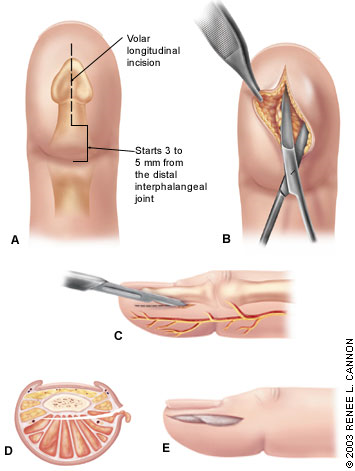 Volar
longitudinal
incision
Starts 3 to
5 mm from
the distal
interphalangeal
joint
A
B
C
D
E
© 2003 RENEE L. CANNON